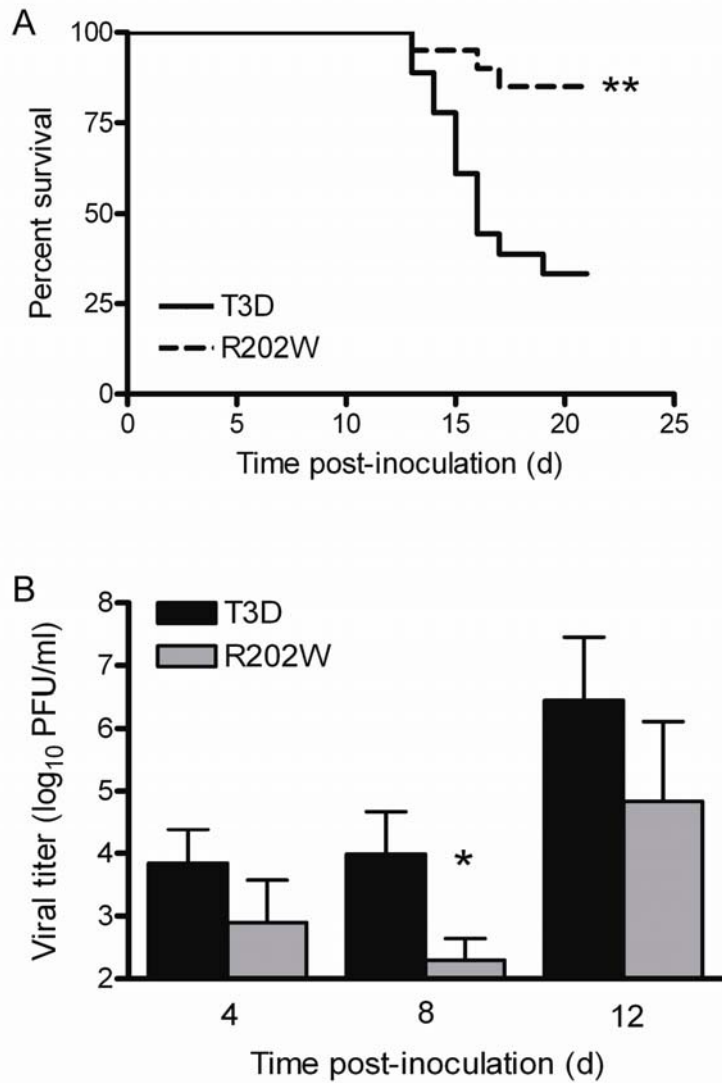 A
Percent survival
100
75
50
25
0
T3D
R202W
**
0 5 10 15 20 25
Time post-inoculation (d)
B
Viral titer (log10 PFU/ml)
8
7
6
5
4
3
2
T3D
R202W
*
4 8 12
Time post-inoculation (d)